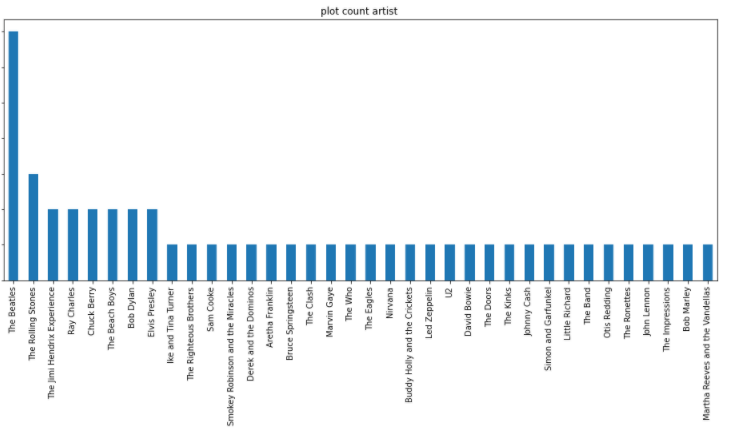 plot count artist
The Beatles
The Rolling Stones
The Jimi Hendrix Experience
Ray Charles
Chuck Berry
The Beach Boys
Bob Dylan
Elvis Presley
Ike and Tina Turner
The Righteous Brothers
Sam Cooke
Smokey Robinson and the Miracles
Derek and the Dominos
Aretha Franklin
Bruce Springsteen
The Clash
Marvin Gaye
The Who
The Eagles
Nirvana
Buddy Holly and the Crickets
Led Zeppelin
U2
David Bowie
The Doors
The Kinks
Johnny Cash
Simon and Garfunkel
Little Richard
The Band
Otis Redding
The Ronettes
John Lennon
The Impressions
Bob Marley
Martha Reeves and the Vandellas